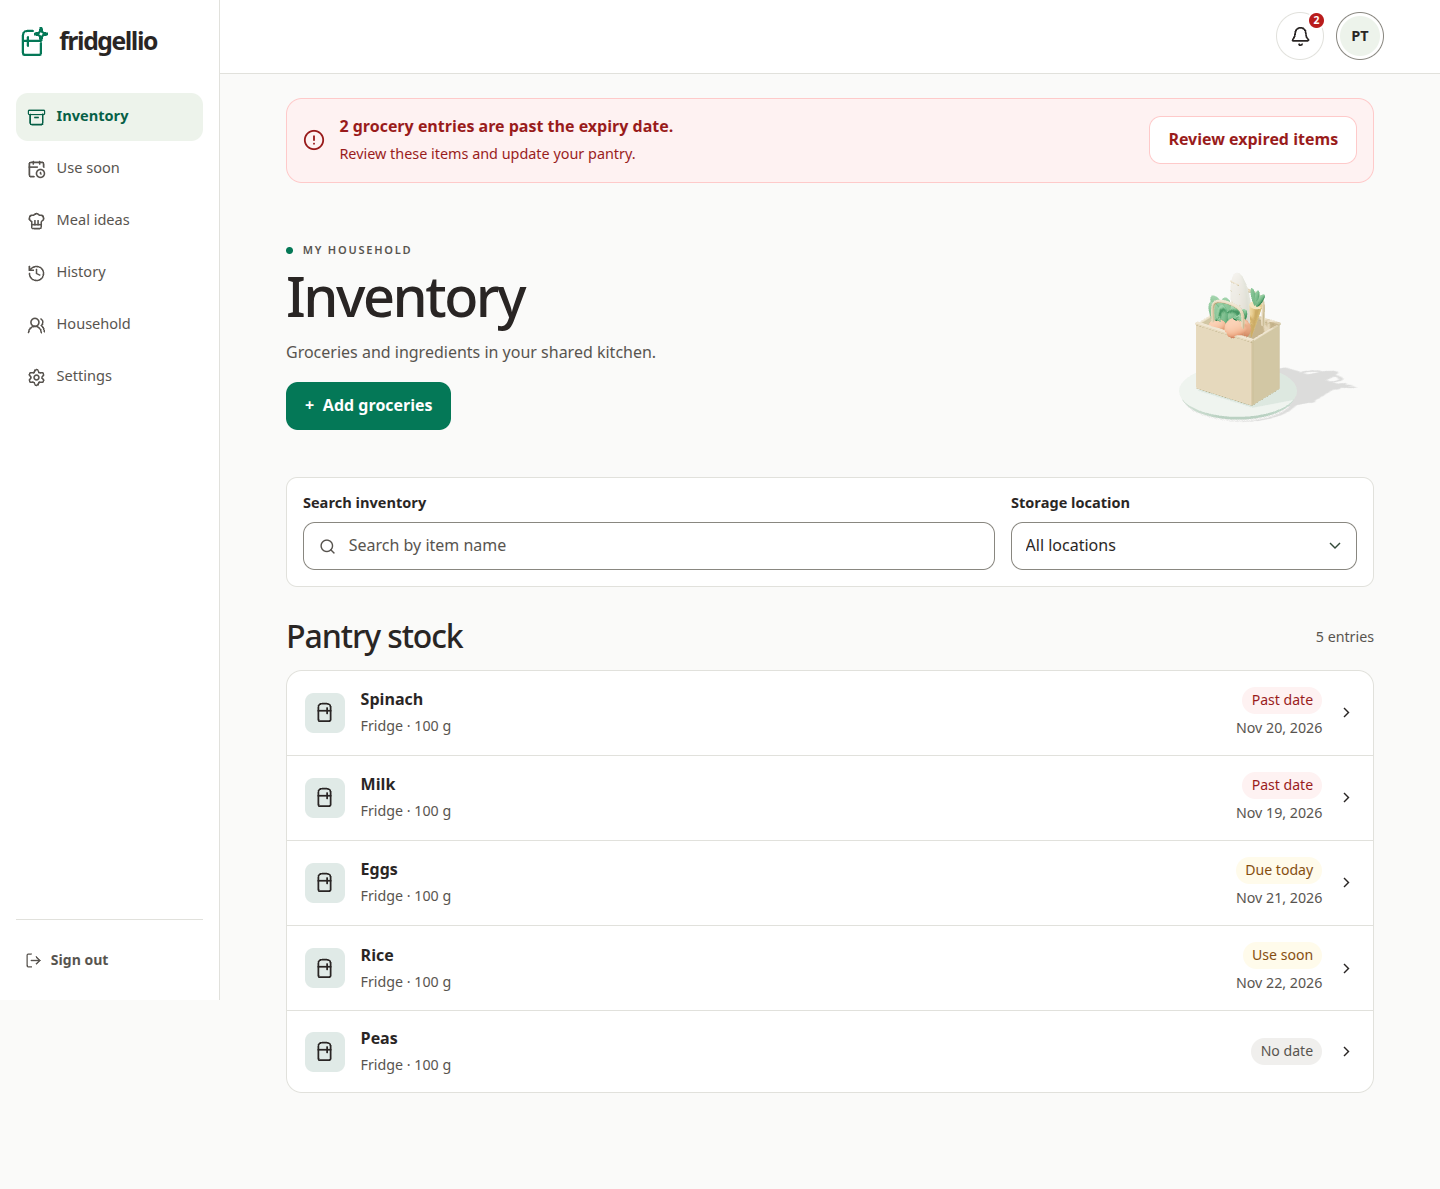 fridgellio
2
PT
Inventory
Use soon
Meal ideas
History
Household
Settings
Sign out
2 grocery entries are past the expiry date.
Review these items and update your pantry.
Review expired items
MY HOUSEHOLD
Inventory
Groceries and ingredients in your shared kitchen.
+ Add groceries
Search inventory
Search by item name
Storage location
All locations
Pantry stock
5 entries
Spinach
Fridge · 100 g
Past date
Nov 20, 2026
Milk
Fridge · 100 g
Past date
Nov 19, 2026
Eggs
Fridge · 100 g
Due today
Nov 21, 2026
Rice
Fridge · 100 g
Use soon
Nov 22, 2026
Peas
Fridge · 100 g
No date